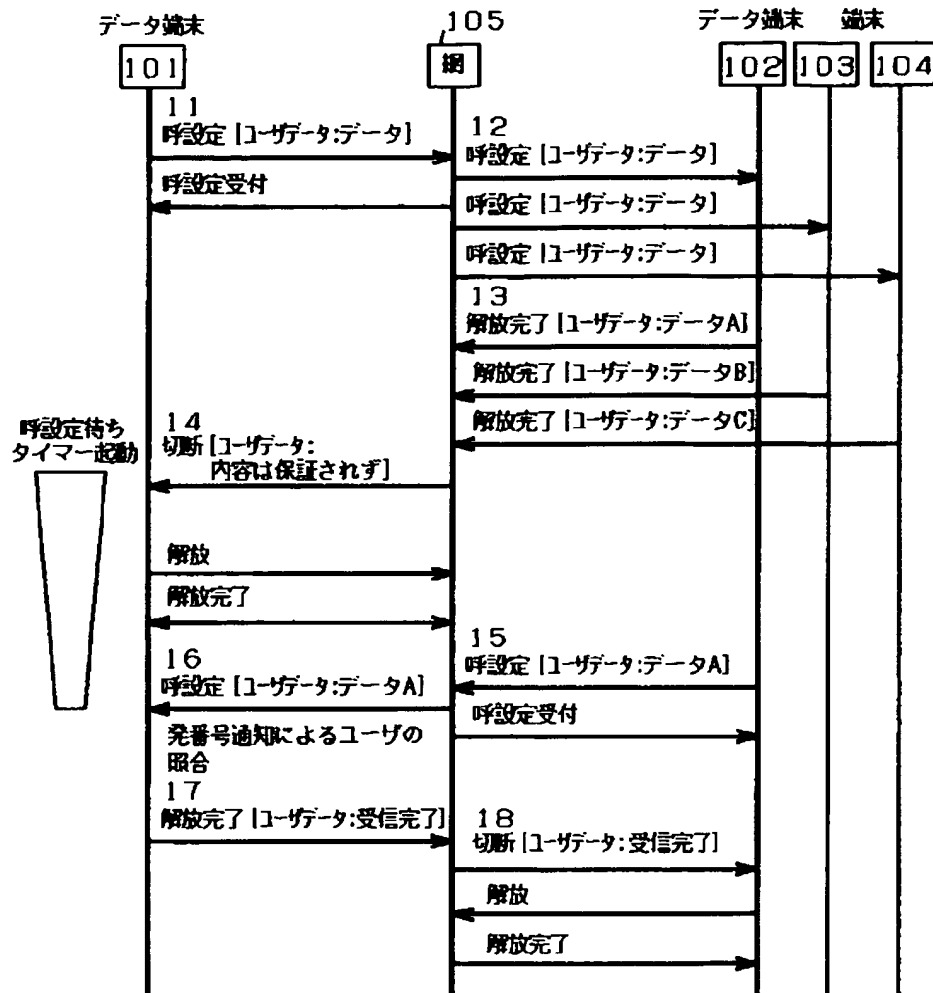 データ端末
105
データ端末
端末
101
網
102
103
104
11
呼設定［ユーザデータ:データ］
12
呼設定［ユーザデータ:データ］
呼設定受付
呼設定［ユーザデータ:データ］
呼設定［ユーザデータ:データ］
13
解放完了［ユーザデータ:データA］
解放完了［ユーザデータ:データB］
解放完了［ユーザデータ:データC］
呼設定待ち
タイマー起動
14
切断［ユーザデータ:
内容は保証されず］
解放
解放完了
15
呼設定［ユーザデータ:データA］
16
呼設定［ユーザデータ:データA］
呼設定受付
発番号通知によるユーザの
照合
17
解放完了［ユーザデータ:受信完了］
18
切断［ユーザデータ:受信完了］
解放
解放完了